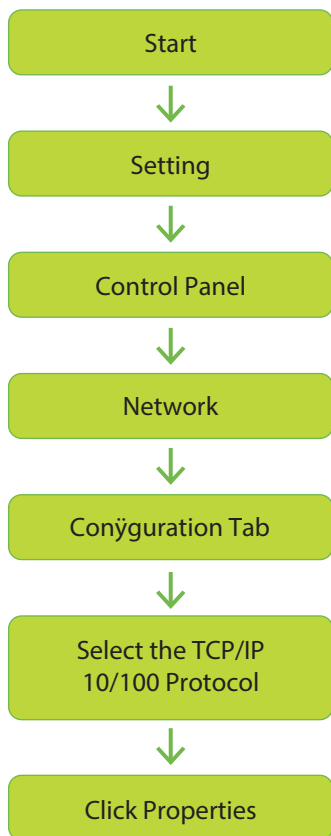 Start
Setting
Control Panel
Network
Conÿguration Tab
Select the TCP/IP
10/100 Protocol
Click Properties